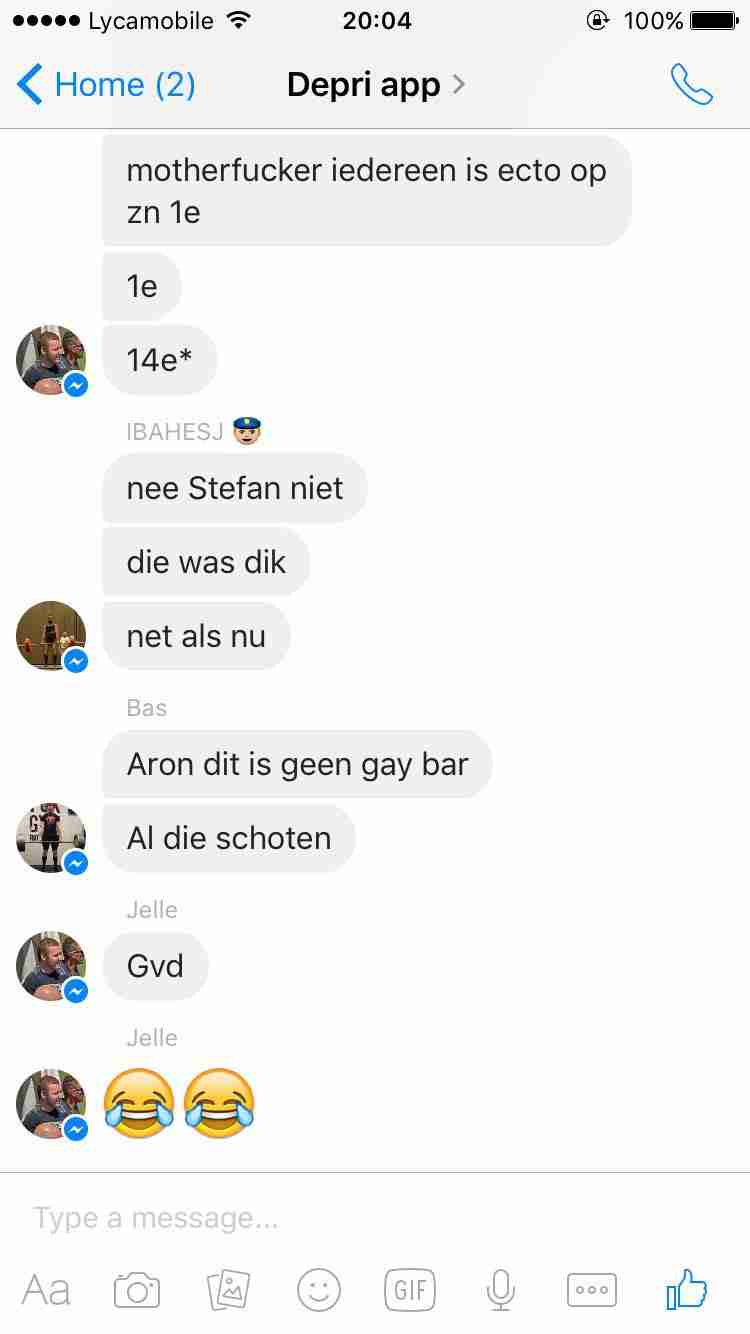 Lycamobile 20:04 100%
Home (2) Depri app
motherfucker iedereen is ecto op
zn 1e
1e
14e*
IBAHESJ 👮
nee Stefan niet
die was dik
net als nu
Bas
Aron dit is geen gay bar
Al die schoten
Jelle
Gvd
Jelle
😂😂
Type a message...
Aa GIF